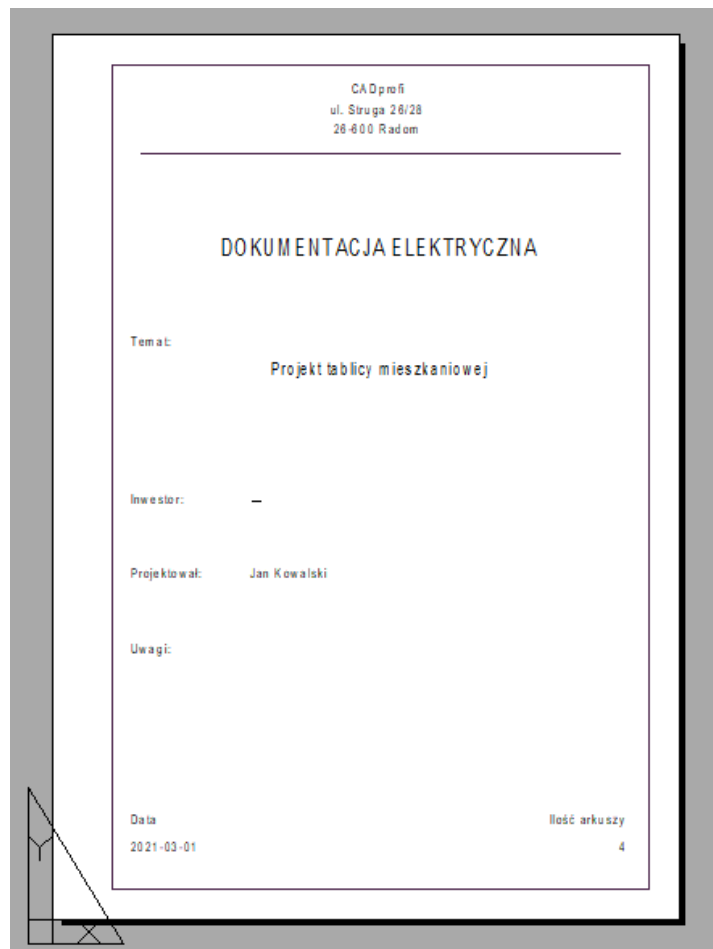 CADprofi
ul. Struga 26/28
26-600 Radom
DOKUMENTACJA ELEKTRYCZNA
Temat:
Projekt tablicy mieszkaniowej
Inwestor: –
Projektował: Jan Kowalski
Uwagi:
Data Ilość arkuszy
2021-03-01 4
Y
X